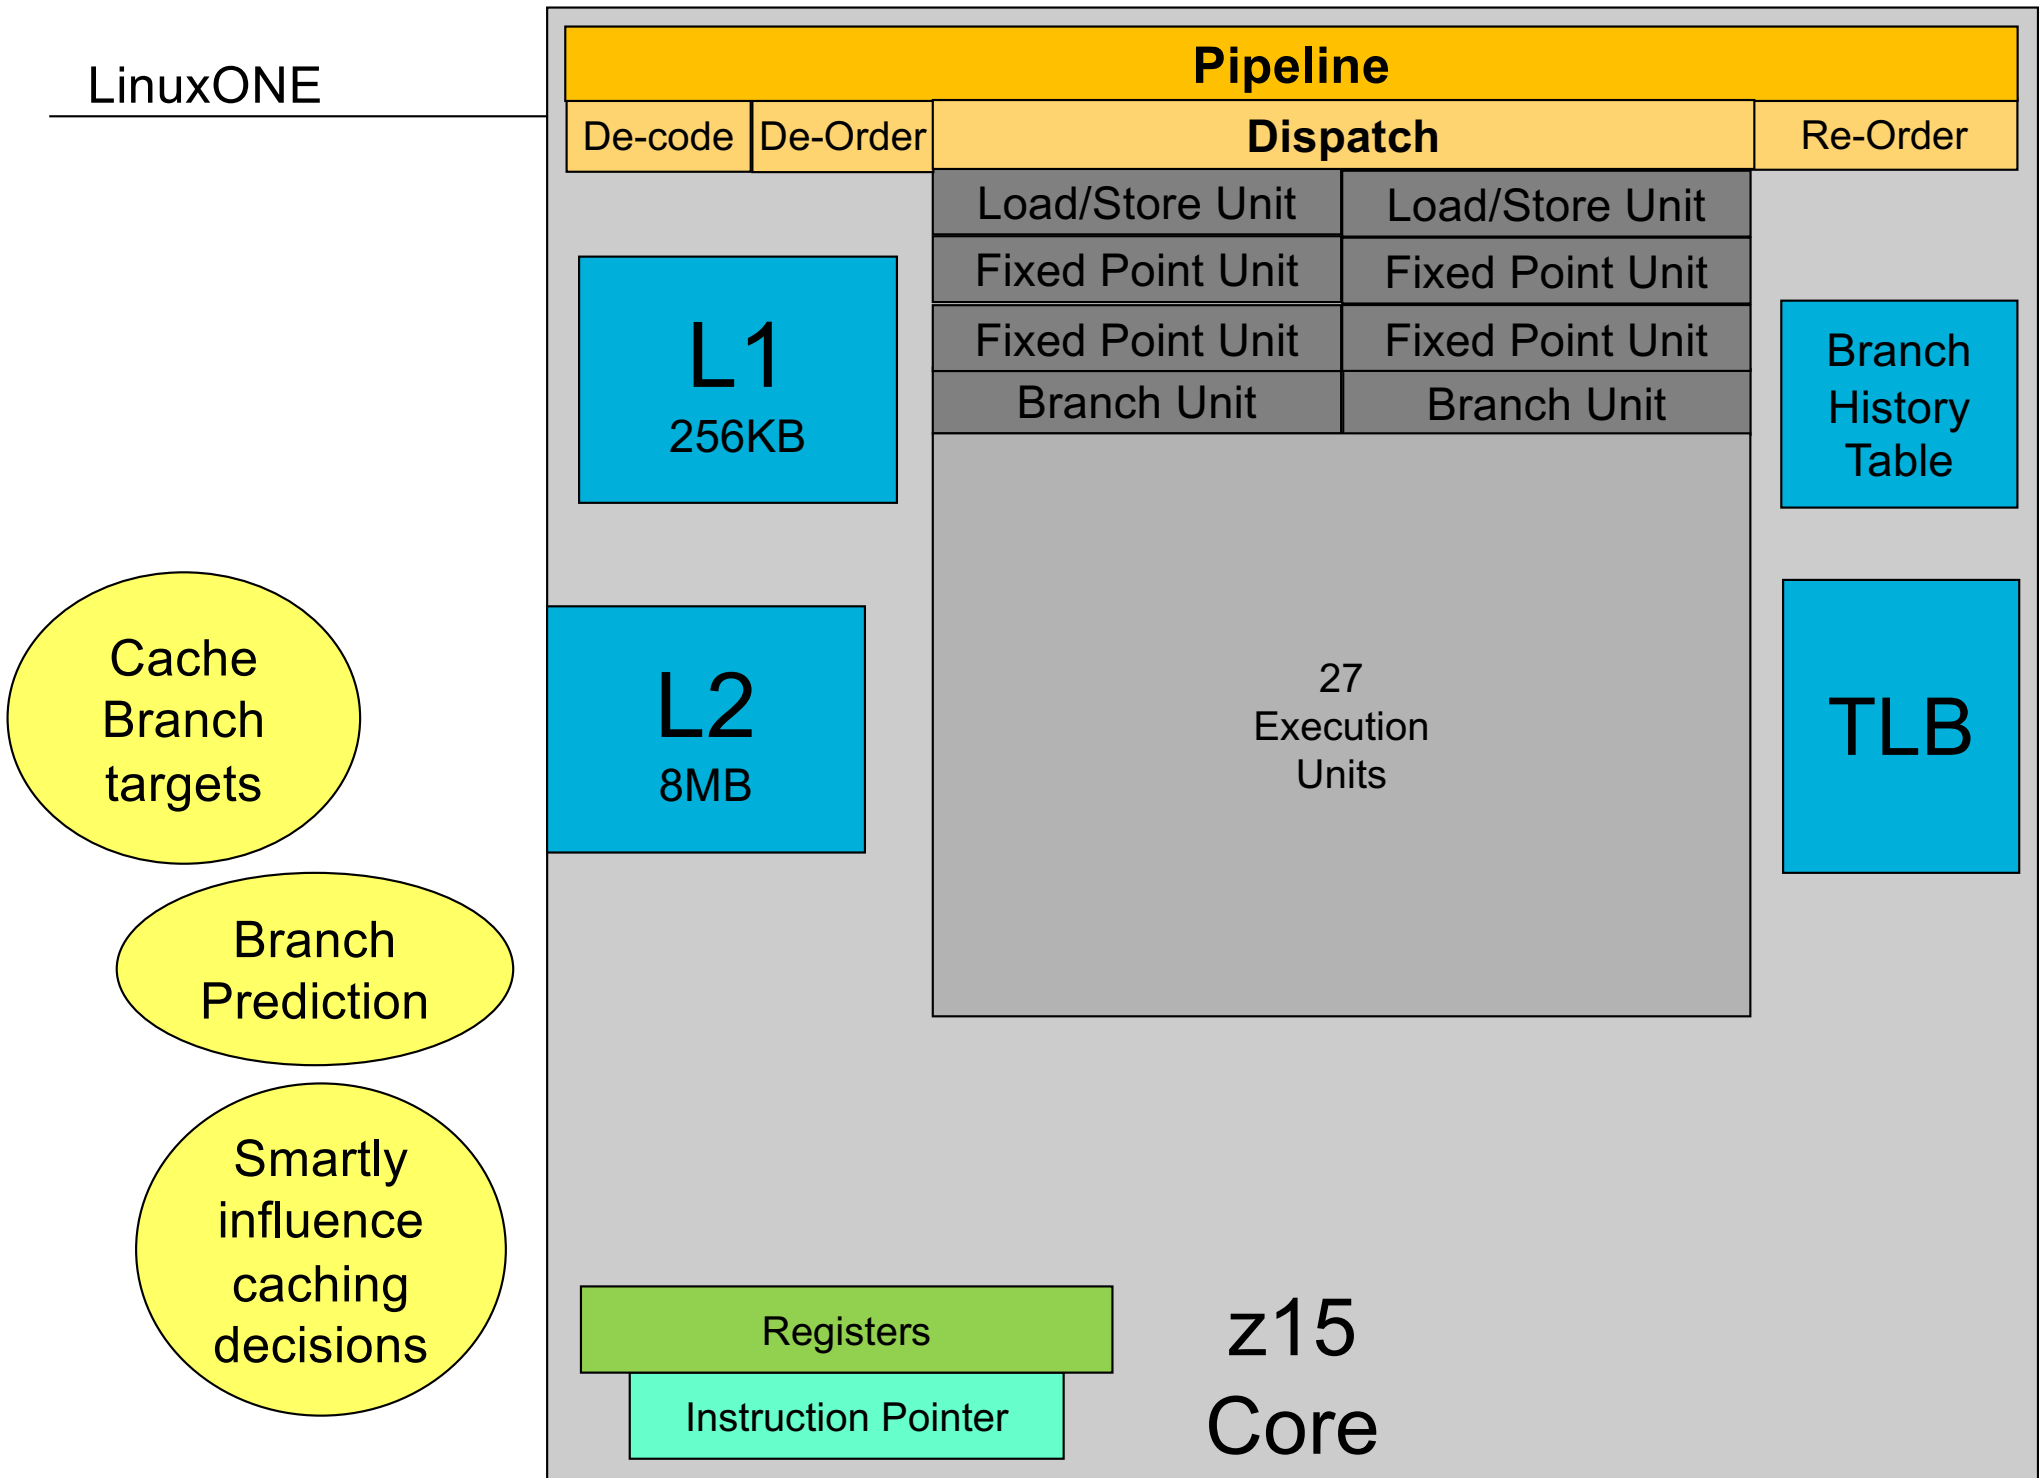 LinuxONE
Pipeline
De-code
De-Order
Dispatch
Re-Order
Load/Store Unit
Load/Store Unit
Fixed Point Unit
Fixed Point Unit
Fixed Point Unit
Fixed Point Unit
Branch Unit
Branch Unit
L1
256KB
Branch
History
Table
Cache
Branch
targets
L2
8MB
27
Execution
Units
TLB
Branch
Prediction
Smartly
influence
caching
decisions
Registers
Instruction Pointer
z15
Core